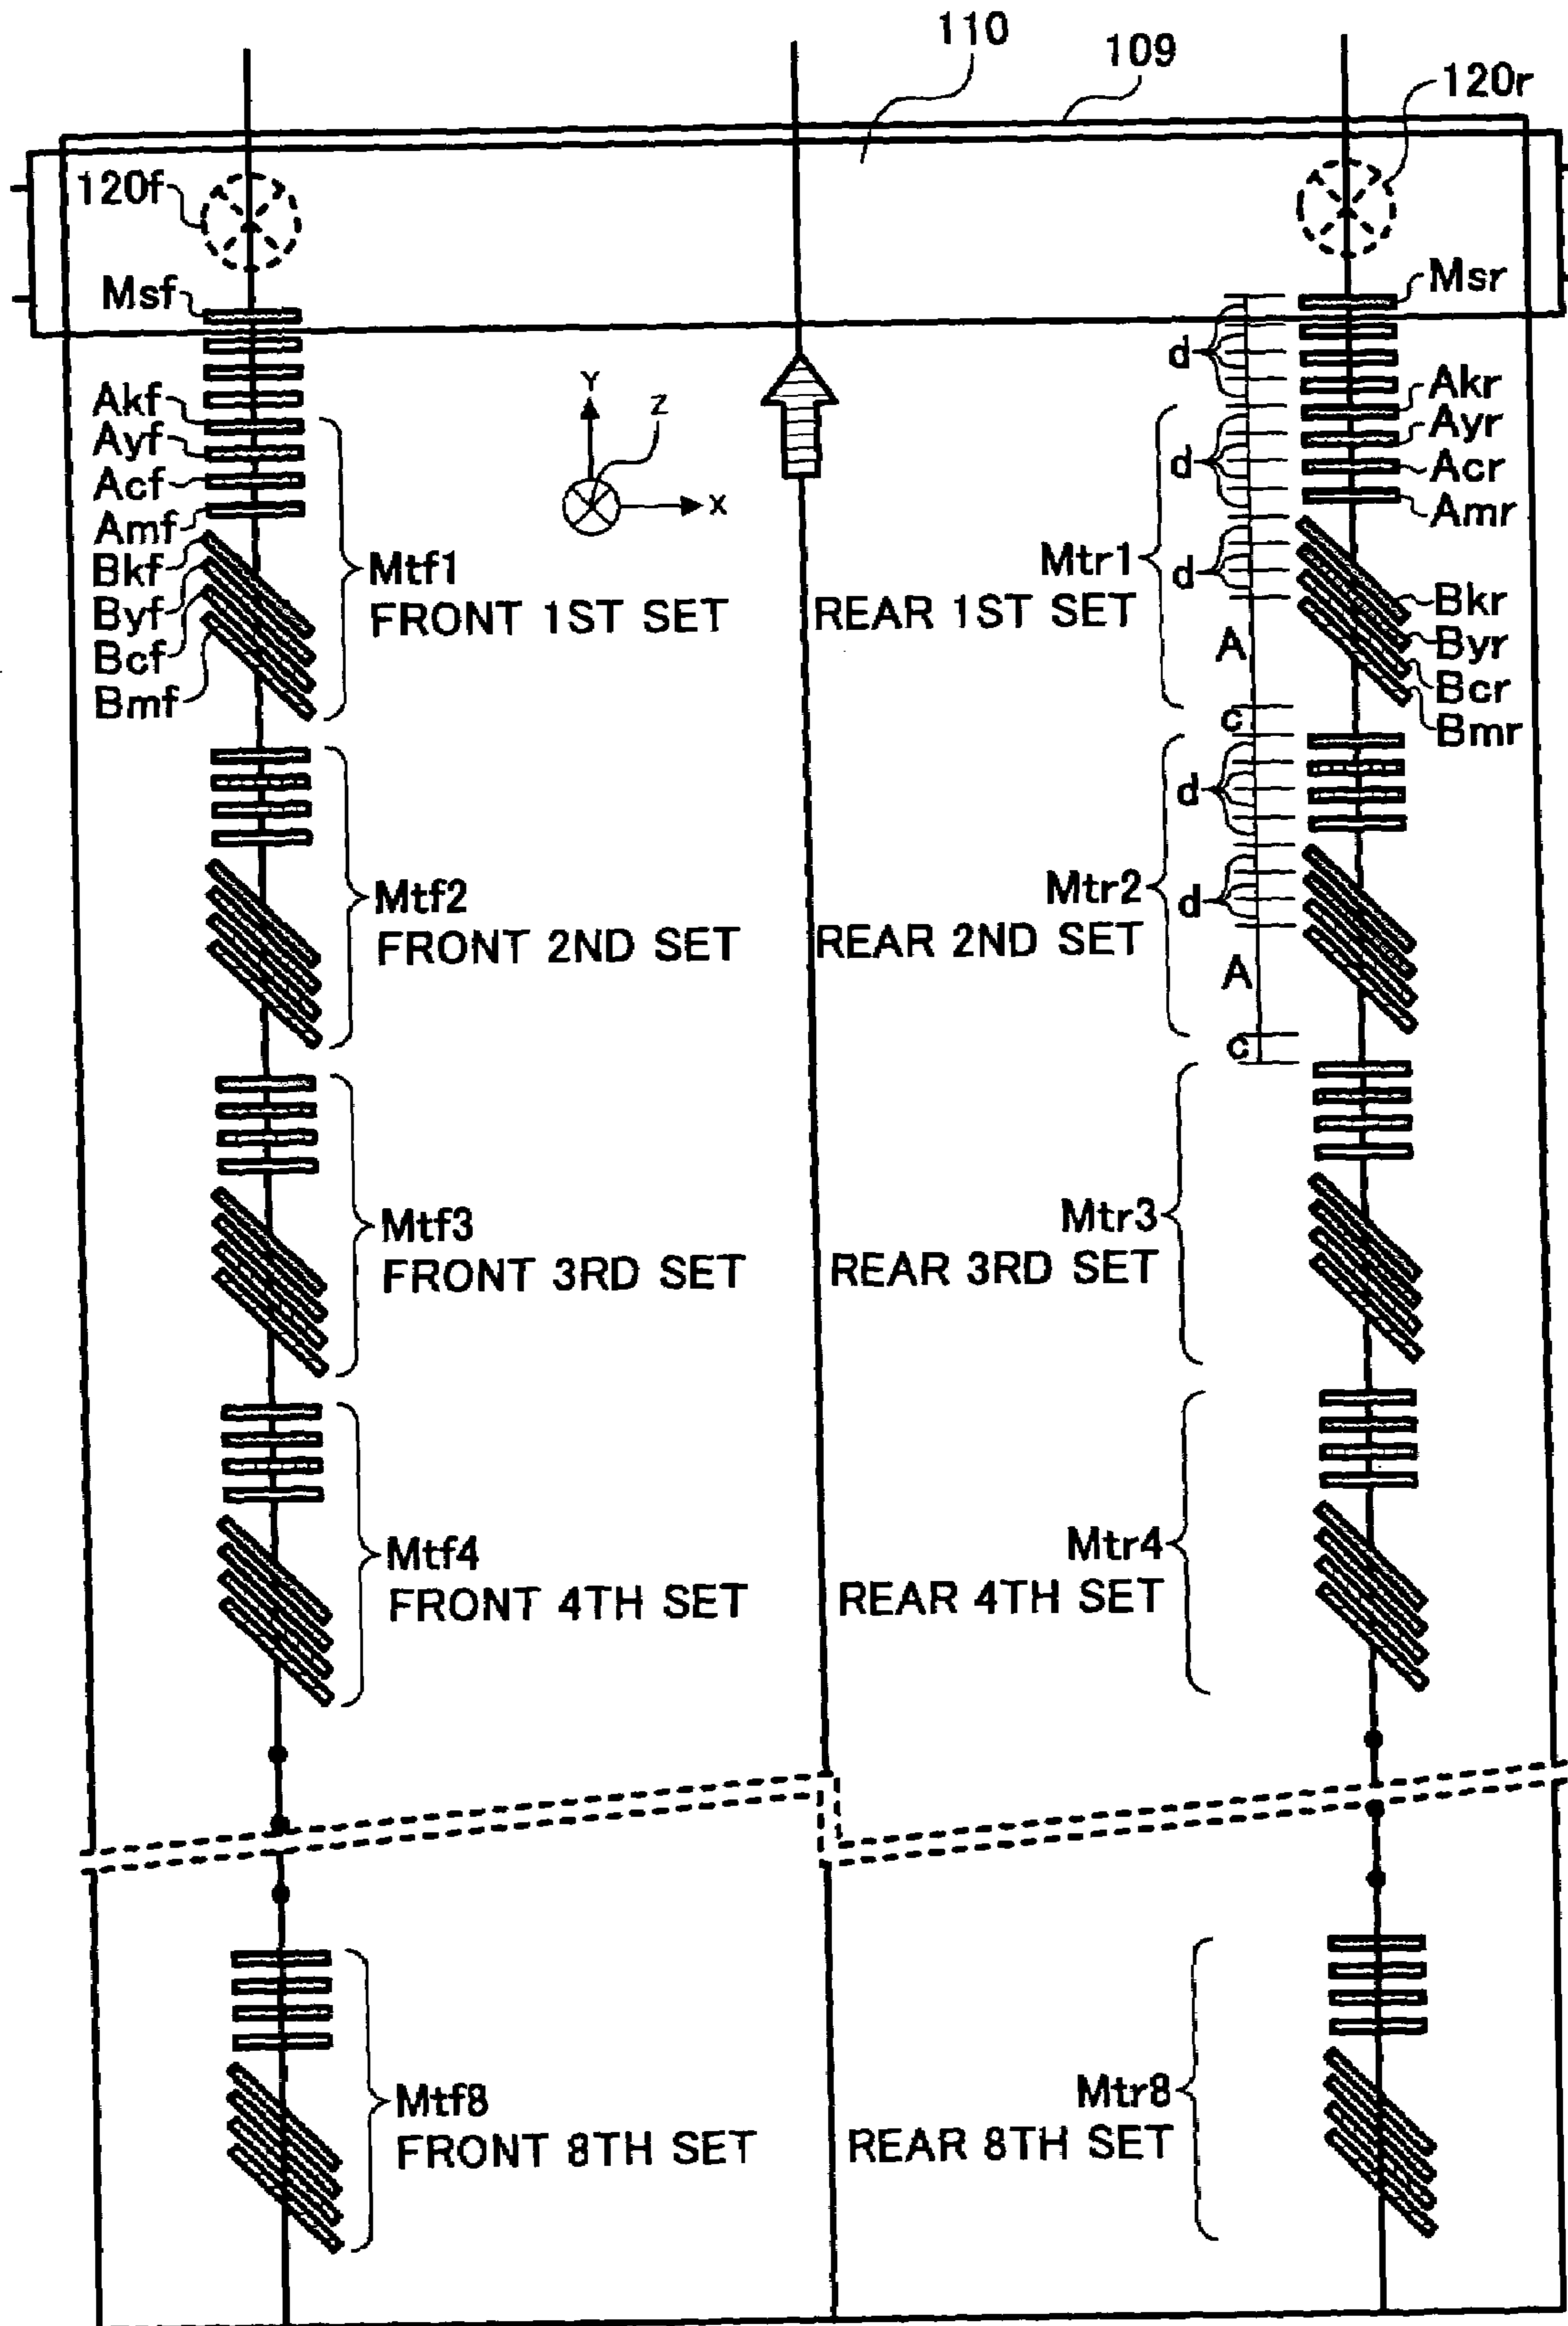 110
109
120r
120f
Msf
Msr
d
Akf
Ayf
Acf
Amf
Bkf
Byf
Bcf
Bmf
Y
Z
X
Akr
Ayr
Acr
Amr
d
Mtf1
FRONT 1ST SET
Mtr1
REAR 1ST SET
d
A
c
Bkr
Byr
Bcr
Bmr
Mtf2
FRONT 2ND SET
Mtr2
REAR 2ND SET
d
d
A
c
Mtf3
FRONT 3RD SET
Mtr3
REAR 3RD SET
Mtf4
FRONT 4TH SET
Mtr4
REAR 4TH SET
Mtf8
FRONT 8TH SET
Mtr8
REAR 8TH SET